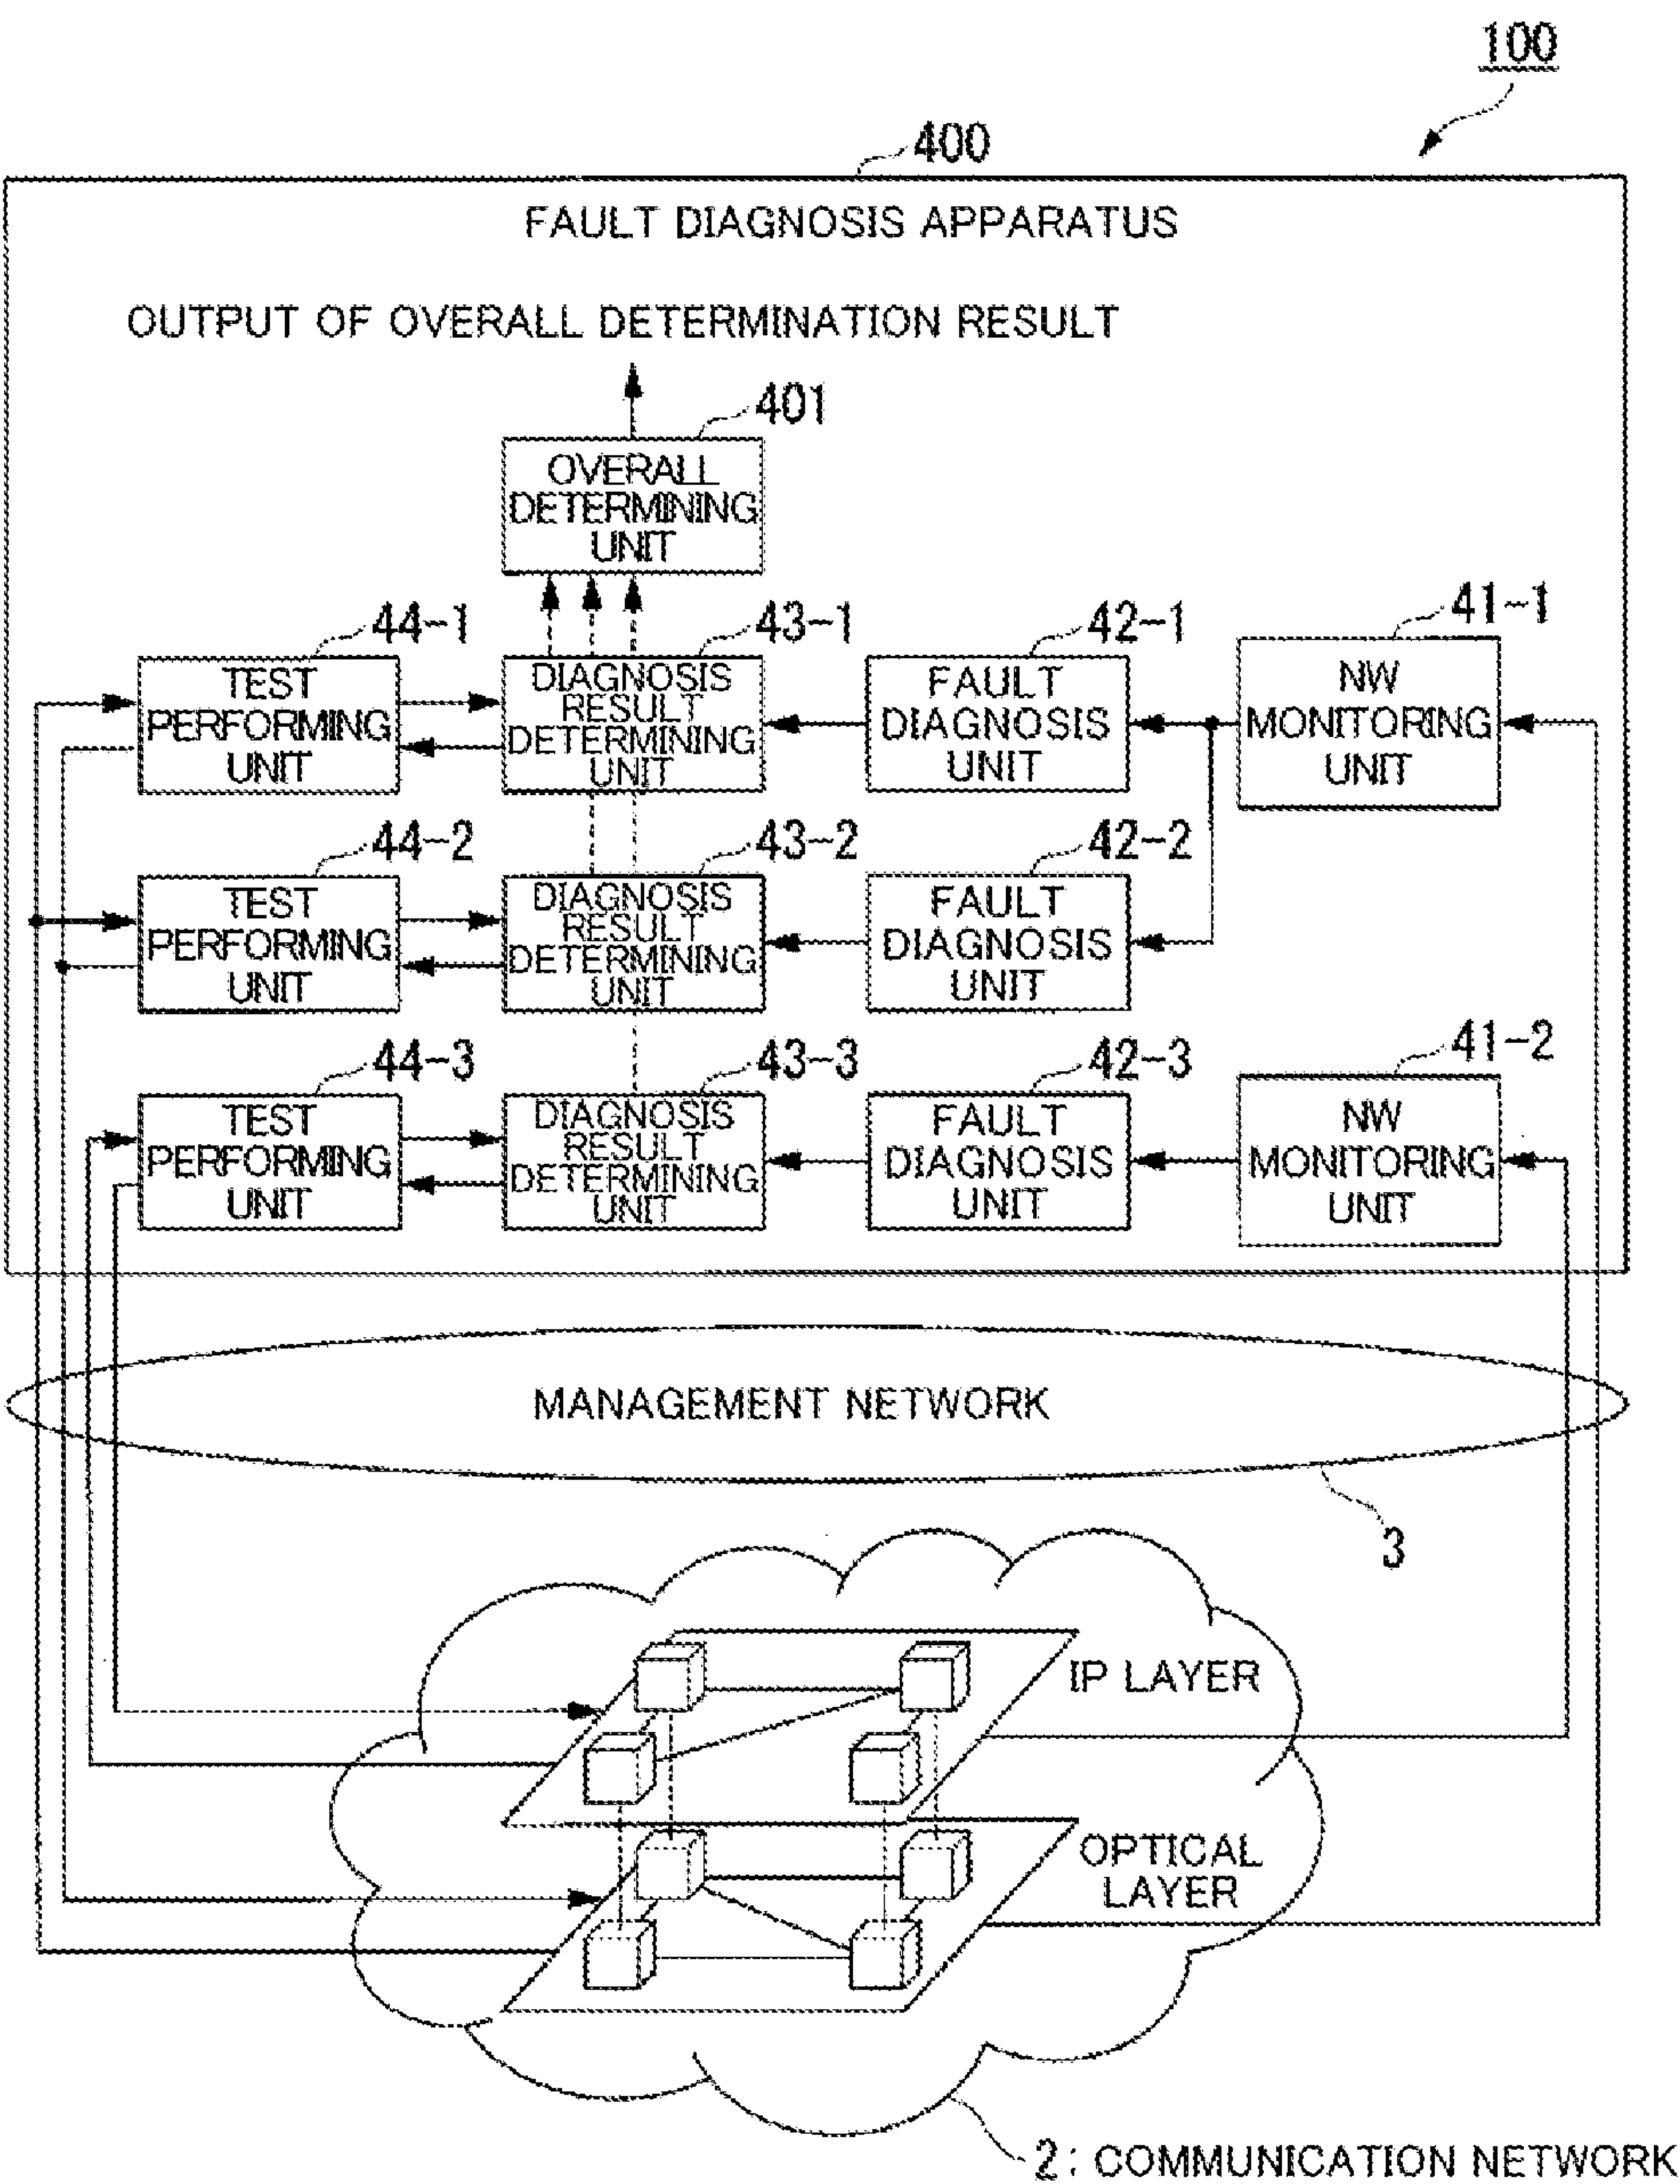 100
400
FAULT DIAGNOSIS APPARATUS
OUTPUT OF OVERALL DETERMINATION RESULT
401
OVERALL
DETERMINING
UNIT
44-1
43-1
42-1
41-1
TEST
PERFORMING
UNIT
DIAGNOSIS
RESULT
DETERMINING
UNIT
FAULT
DIAGNOSIS
UNIT
NW
MONITORING
UNIT
44-2
43-2
42-2
TEST
PERFORMING
UNIT
DIAGNOSIS
RESULT
DETERMINING
UNIT
FAULT
DIAGNOSIS
UNIT
44-3
43-3
42-3
41-2
TEST
PERFORMING
UNIT
DIAGNOSIS
RESULT
DETERMINING
UNIT
FAULT
DIAGNOSIS
UNIT
NW
MONITORING
UNIT
MANAGEMENT NETWORK
3
IP LAYER
OPTICAL
LAYER
2 : COMMUNICATION NETWORK